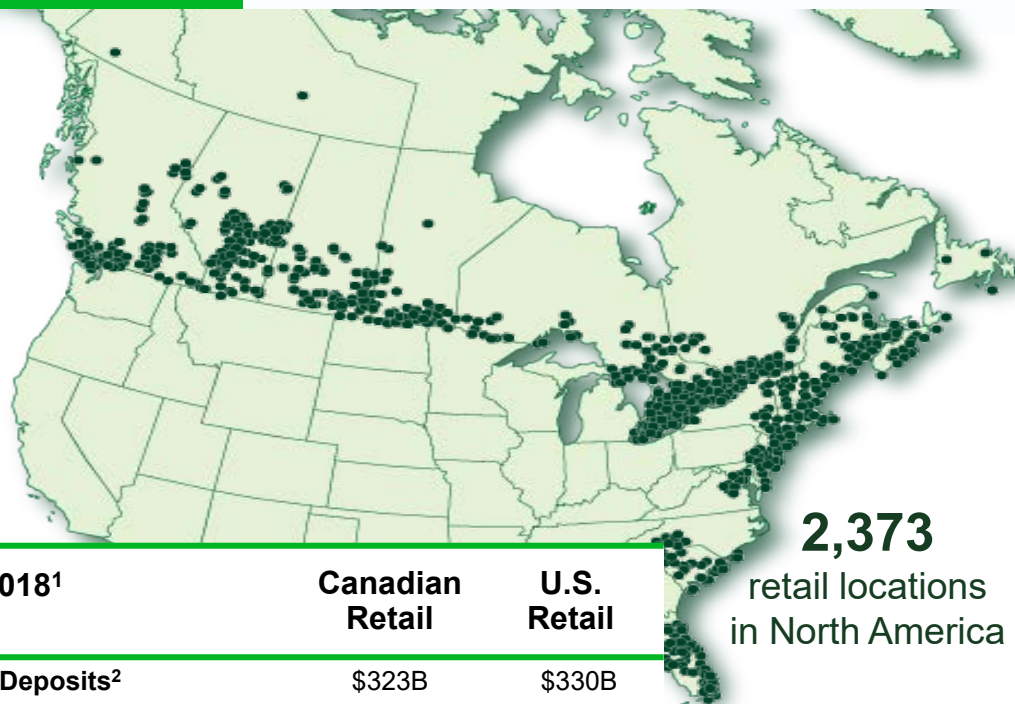 2,373
retail locations
in North America
018¹ Canadian Retail U.S. Retail
Deposits² $323B $330B